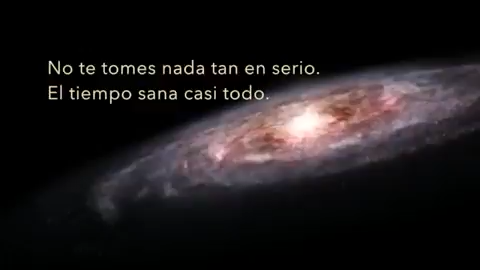 No te tomes nada tan en serio.
El tiempo sana casi todo.